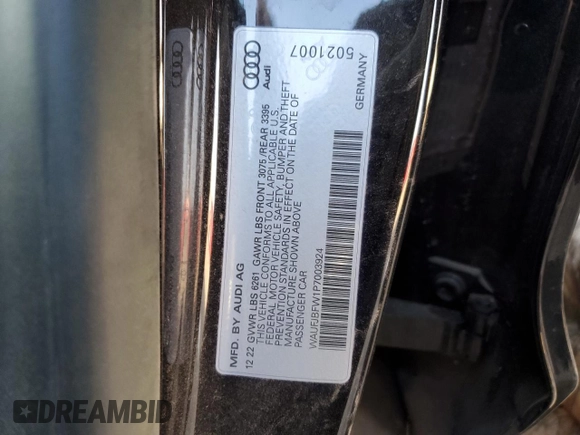 MFD. BY AUDI AG
12.22 GVWR LBS 6261 GAWR LBS FRONT 3075 /REAR 3395
THIS VEHICLE CONFORMS TO ALL APPLICABLE U.S.
FEDERAL MOTOR VEHICLE SAFETY, BUMPER AND THEFT
PREVENTION STANDARDS IN EFFECT ON THE DATE OF
MANUFACTURE SHOWN ABOVE
PASSENGER CAR
WAUFJBFW1P7003924
Audi
GERMANY
5021007
DREAMBID